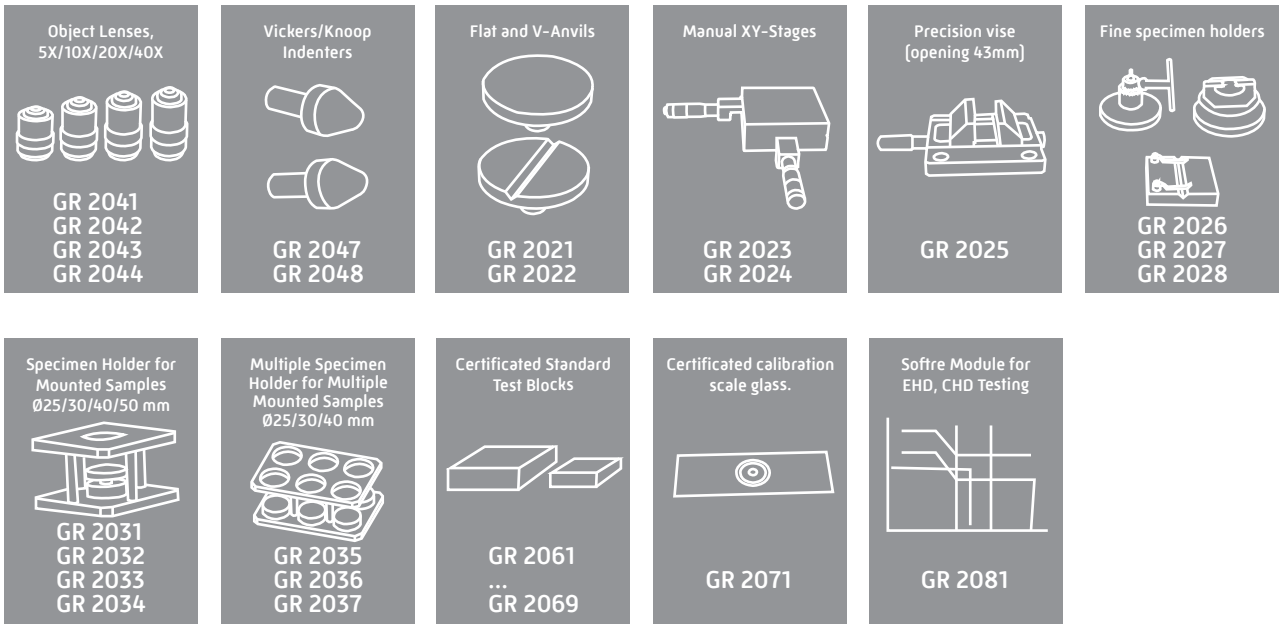 Object Lenses,
5X/10X/20X/40X
GR 2041
GR 2042
GR 2043
GR 2044
Vickers/Knoop
Indenters
GR 2047
GR 2048
Flat and V-Anvils
GR 2021
GR 2022
Manual XY-Stages
GR 2023
GR 2024
Precision vise
(opening 43mm)
GR 2025
Fine specimen holders
GR 2026
GR 2027
GR 2028
Specimen Holder for
Mounted Samples
Ø25/30/40/50 mm
GR 2031
GR 2032
GR 2033
GR 2034
Multiple Specimen
Holder for Multiple
Mounted Samples
Ø25/30/40 mm
GR 2035
GR 2036
GR 2037
Certificated Standard
Test Blocks
GR 2061
...
GR 2069
Certificated calibration
scale glass.
GR 2071
Softre Module for
EHD, CHD Testing
GR 2081